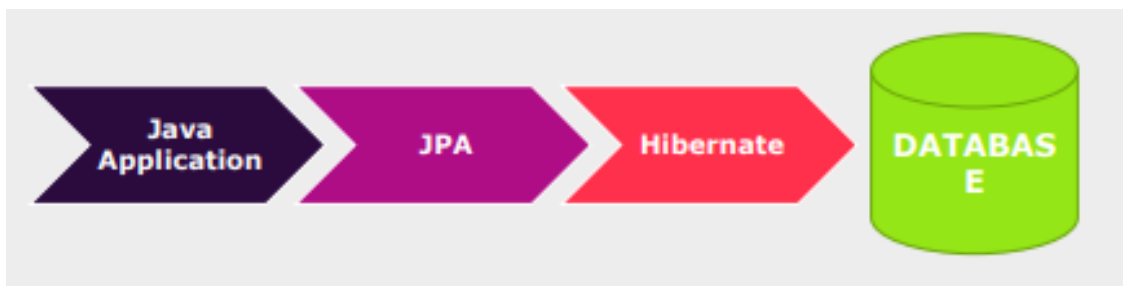 Java
Application
JPA
Hibernate
DATABAS
E